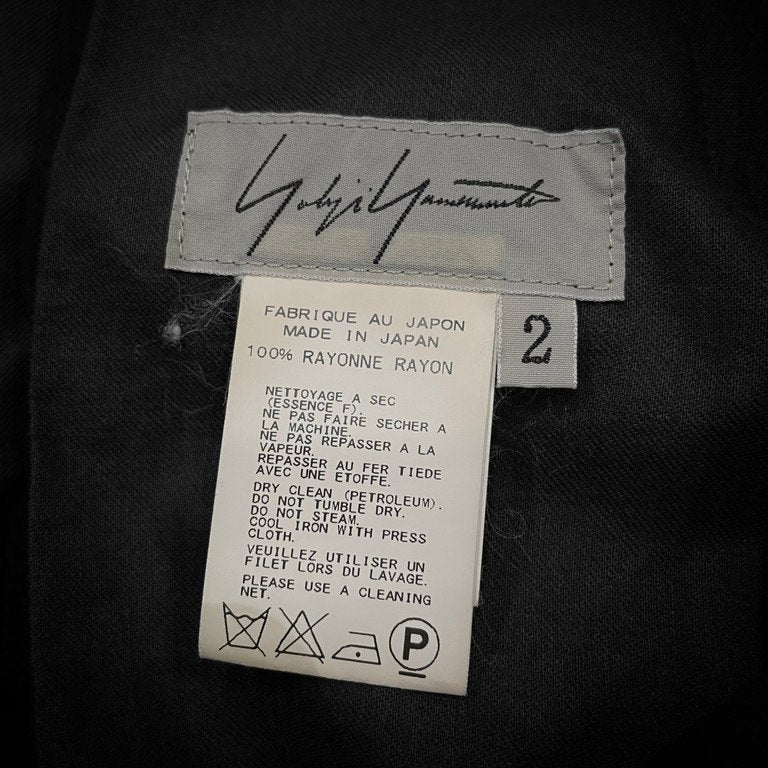 Yohji Yamamoto
FABRIQUE AU JAPON
MADE IN JAPAN
100% RAYONNE RAYON
2
NETTOYAGE A SEC
(ESSENCE F).
NE PAS FAIRE SECHER A
LA MACHINE.
NE PAS REPASSER A LA
VAPEUR.
REPASSER AU FER TIEDE
AVEC UNE ETOFFE.
DRY CLEAN (PETROLEUM).
DO NOT TUMBLE DRY.
DO NOT STEAM.
COOL IRON WITH PRESS
CLOTH.
VEUILLEZ UTILISER UN
FILET LORS DU LAVAGE.
PLEASE USE A CLEANING
NET.
P